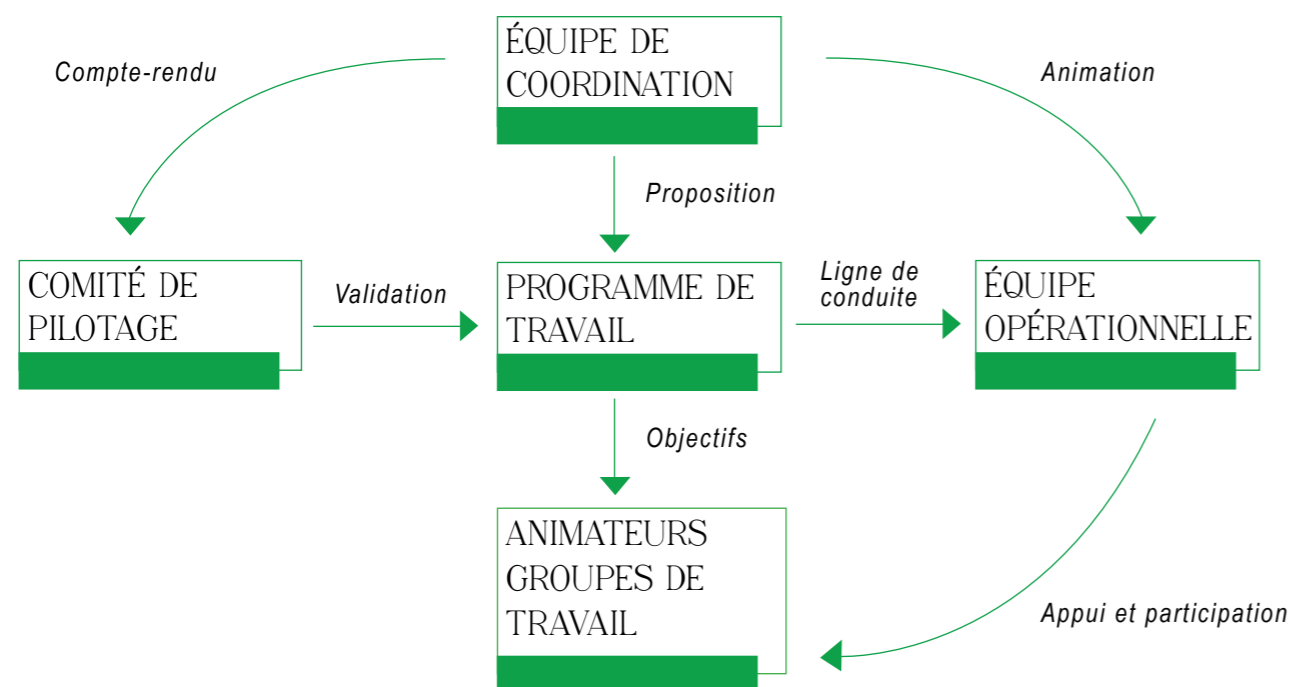 ÉQUIPE DE
COORDINATION
Compte-rendu
Animation
Proposition
COMITÉ DE
PILOTAGE
Validation
PROGRAMME DE
TRAVAIL
Ligne de
conduite
ÉQUIPE
OPÉRATIONNELLE
Objectifs
ANIMATEURS
GROUPES DE
TRAVAIL
Appui et participation